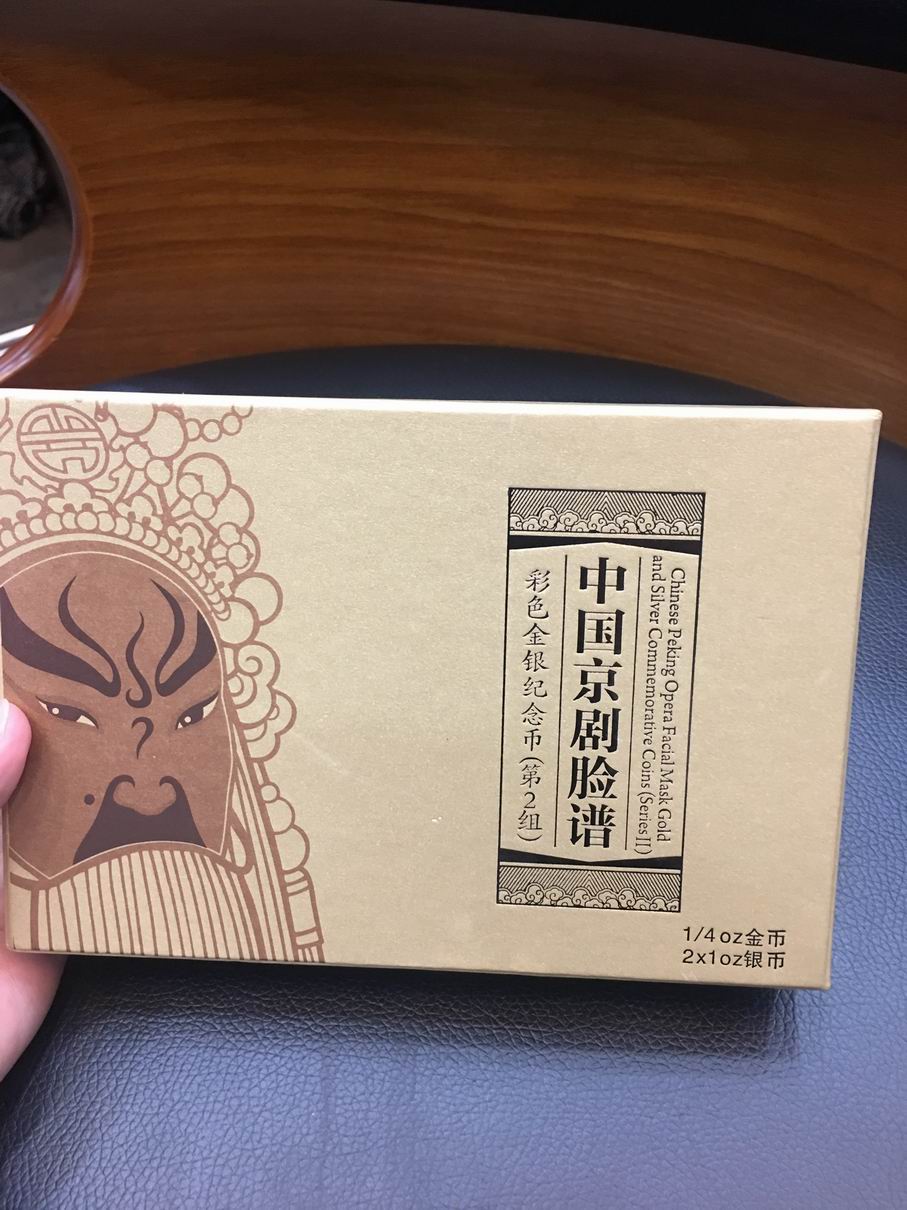 Chinese Peking Opera Facial Mask Gold
and Silver Commemorative Coins (Series II)
中国京剧脸谱
彩色金银纪念币(第2组)
1/4oz金币
2x1oz银币